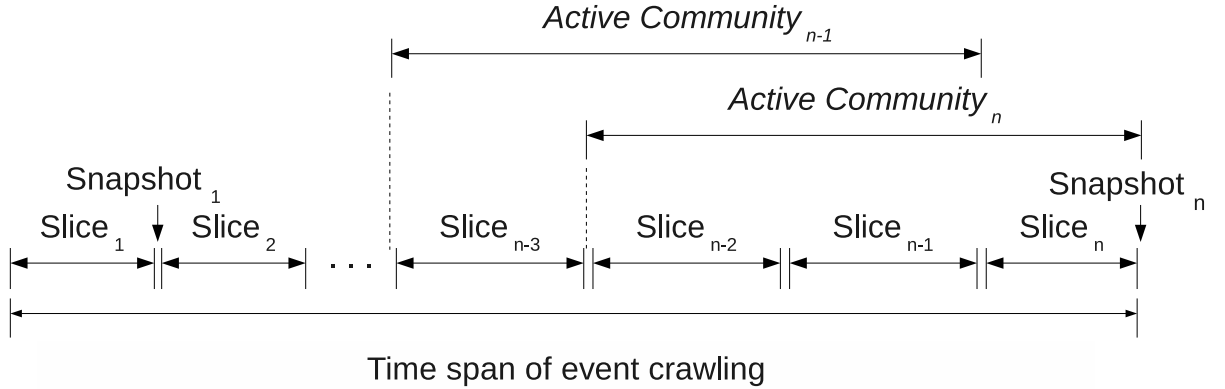 Active Community n-1
Active Community n
Snapshot 1
Snapshot n
Slice 1 Slice 2 . . . Slice n-3 Slice n-2 Slice n-1 Slice n
Time span of event crawling